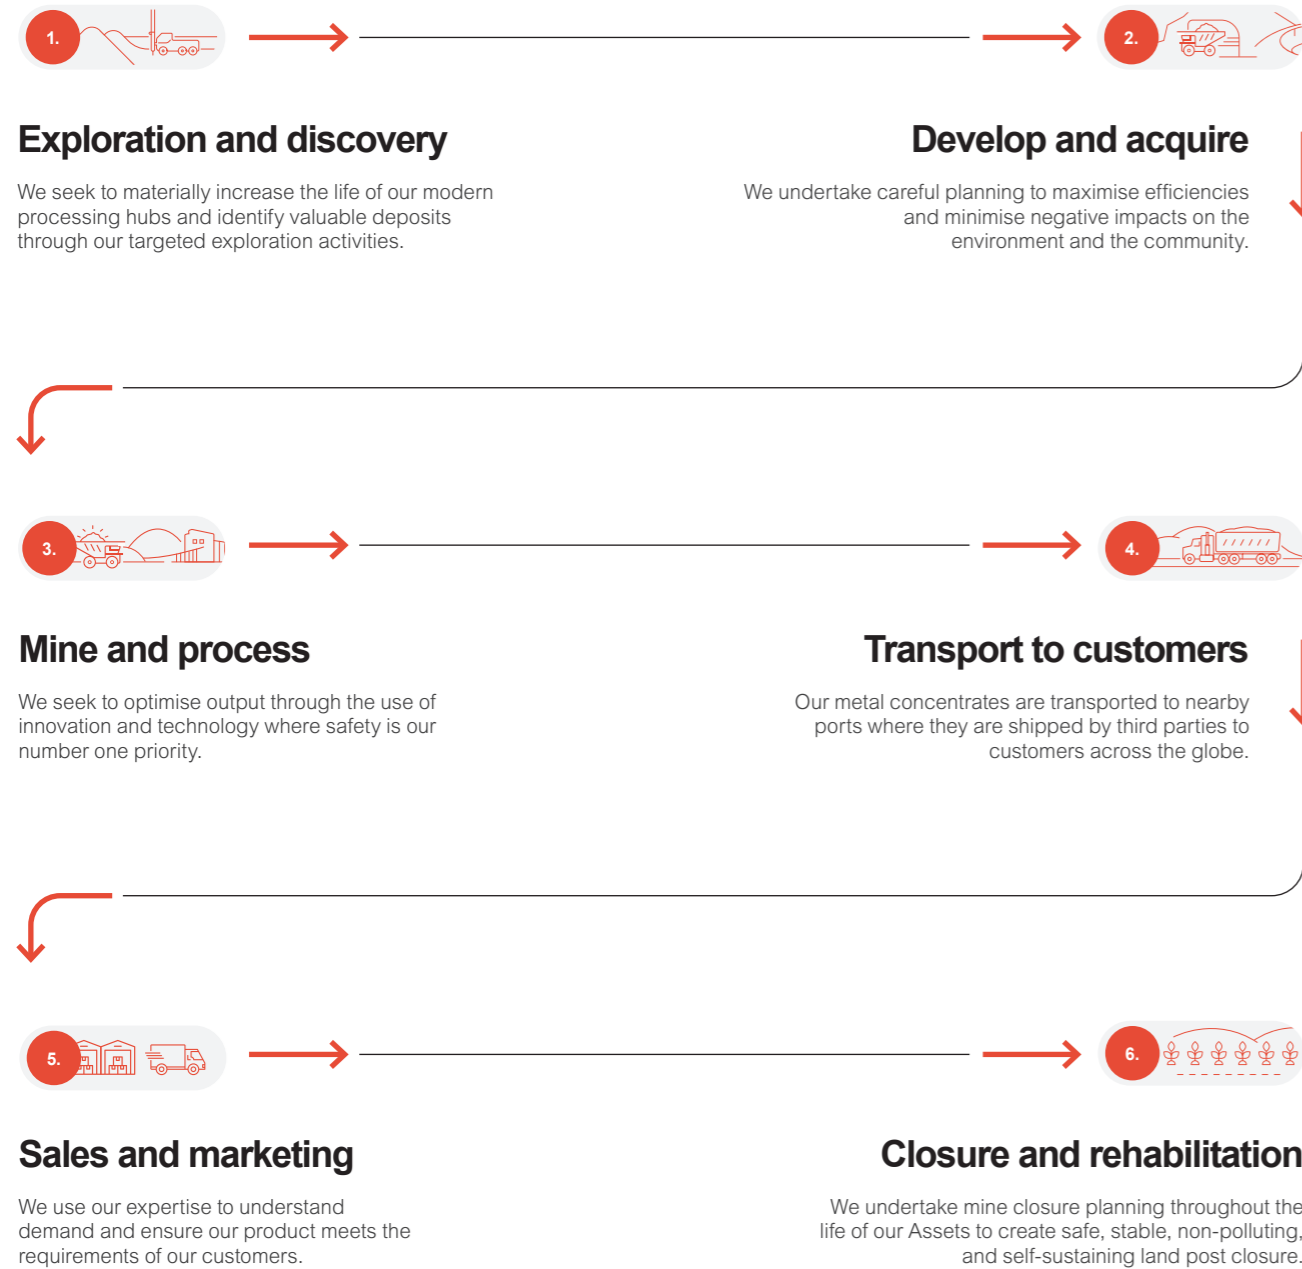 1.
2.
Exploration and discovery
We seek to materially increase the life of our modern
processing hubs and identify valuable deposits
through our targeted exploration activities.
Develop and acquire
We undertake careful planning to maximise efficiencies
and minimise negative impacts on the
environment and the community.
3.
4.
Mine and process
We seek to optimise output through the use of
innovation and technology where safety is our
number one priority.
Transport to customers
Our metal concentrates are transported to nearby
ports where they are shipped by third parties to
customers across the globe.
5.
6.
Sales and marketing
We use our expertise to understand
demand and ensure our product meets the
requirements of our customers.
Closure and rehabilitation
We undertake mine closure planning throughout the
life of our Assets to create safe, stable, non-polluting,
and self-sustaining land post closure.